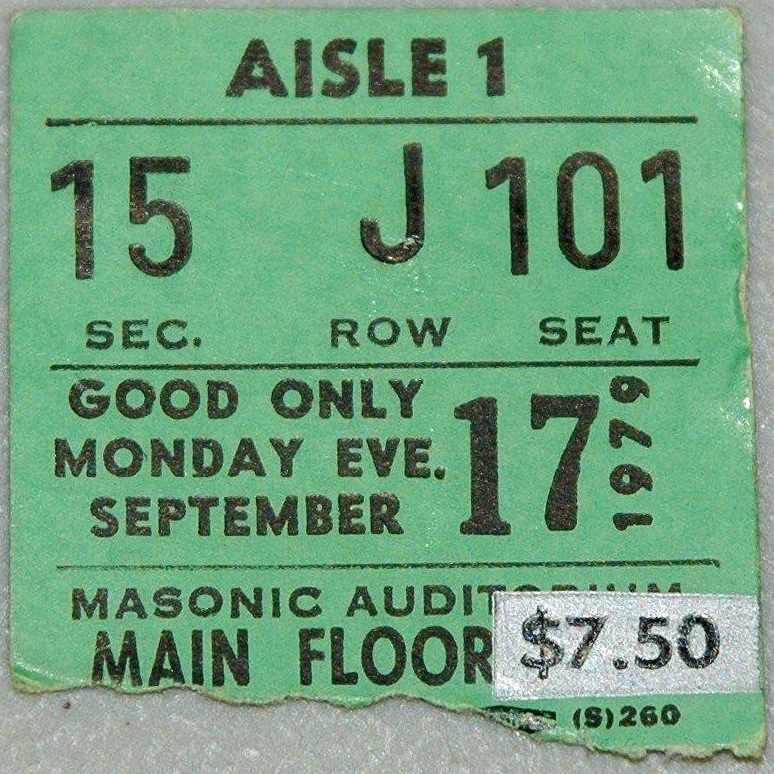 AISLE 1
15 J 101
SEC. ROW SEAT
GOOD ONLY
MONDAY EVE.
SEPTEMBER
17
1979
MASONIC AUDITORIUM
MAIN FLOOR
$7.50
(S)260